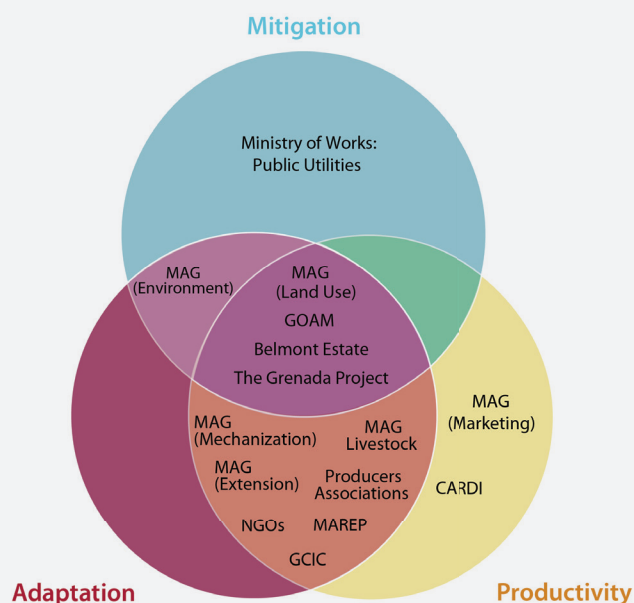 Mitigation
Ministry of Works:
Public Utilities
MAG
(Environment)
MAG
(Land Use)
GOAM
Belmont Estate
The Grenada Project
MAG
(Marketing)
CARDI
MAG
(Mechanization)
MAG
Livestock
MAG
(Extension)
Producers
Associations
NGOs
MAREP
GCIC
Adaptation
Productivity